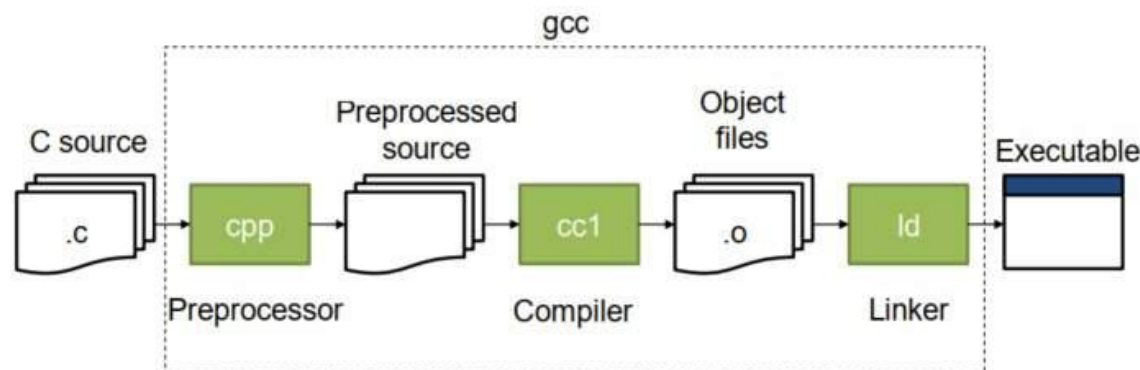 gcc
C source
Preprocessed
source
Object
files
Executable
.c
cpp
cc1
.o
ld
Preprocessor
Compiler
Linker